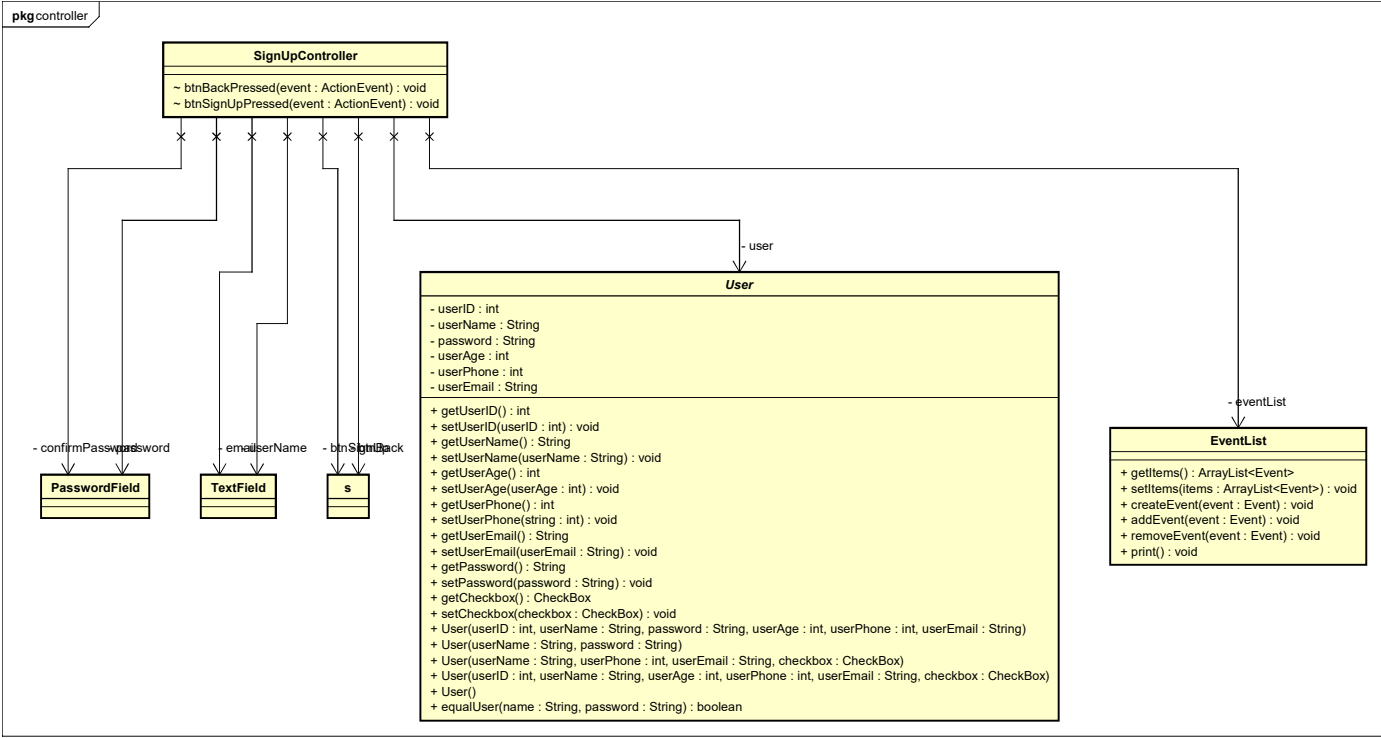 pkg controller
SignUpController
~ btnBackPressed(event : ActionEvent) : void
~ btnSignUpPressed(event : ActionEvent) : void
- user
User
- userID : int
- userName : String
- password : String
- userAge : int
- userPhone : int
- userEmail : String
+ getUserID() : int
+ setUserID(userID : int) : void
+ getUserName() : String
+ setUserName(userName : String) : void
+ getUserAge() : int
+ setUserAge(userAge : int) : void
+ getUserPhone() : int
+ setUserPhone(string : int) : void
+ getUserEmail() : String
+ setUserEmail(userEmail : String) : void
+ getPassword() : String
+ setPassword(password : String) : void
+ getCheckbox() : CheckBox
+ setCheckbox(checkbox : CheckBox) : void
+ User(userID : int, userName : String, password : String, userAge : int, userPhone : int, userEmail : String)
+ User(userName : String, password : String)
+ User(userName : String, userPhone : int, userEmail : String, checkbox : CheckBox)
+ User(userID : int, userName : String, userAge : int, userPhone : int, userEmail : String, checkbox : CheckBox)
+ User()
+ equalUser(name : String, password : String) : boolean
- confirmPassword
- password
- email
- userName
- btnSignUp
- btnBack
PasswordField
TextField
s
- eventList
EventList
+ getItems() : ArrayList<Event>
+ setItems(items : ArrayList<Event>) : void
+ createEvent(event : Event) : void
+ addEvent(event : Event) : void
+ removeEvent(event : Event) : void
+ print() : void